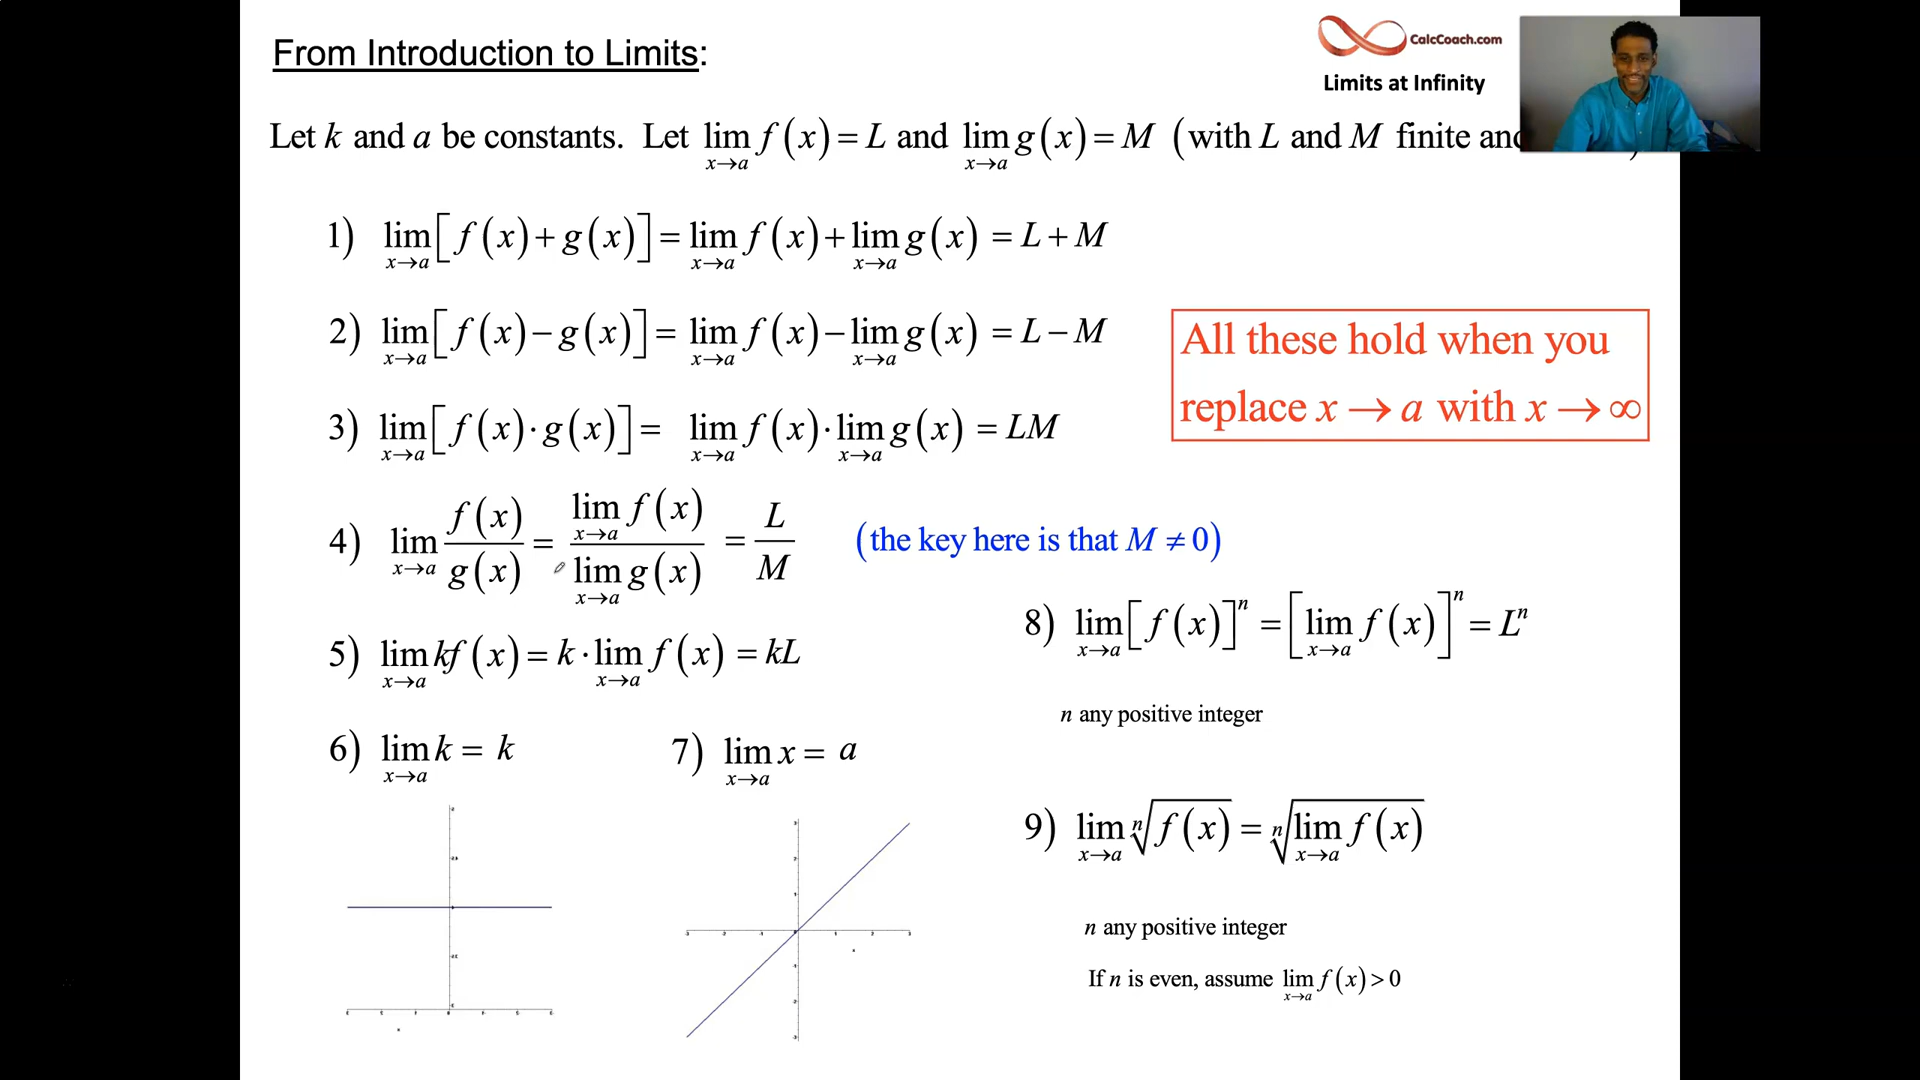 From Introduction to Limits:
CalcCoach.com
Limits at Infinity
Let k and a be constants. Let lim_{x→a} f(x) = L and lim_{x→a} g(x) = M (with L and M finite
1) lim_{x→a} [f(x) + g(x)] = lim_{x→a} f(x) + lim_{x→a} g(x) = L + M
2) lim_{x→a} [f(x) − g(x)] = lim_{x→a} f(x) − lim_{x→a} g(x) = L − M
All these hold when you
replace x → a with x → ∞
3) lim_{x→a} [f(x) · g(x)] = lim_{x→a} f(x) · lim_{x→a} g(x) = LM
4) lim_{x→a} f(x)/g(x) = lim_{x→a} f(x) / lim_{x→a} g(x) = L/M (the key here is that M ≠ 0)
5) lim_{x→a} kf(x) = k · lim_{x→a} f(x) = kL
6) lim_{x→a} k = k
7) lim_{x→a} x = a
8) lim_{x→a} [f(x)]^n = [lim_{x→a} f(x)]^n = L^n
n any positive integer
9) lim_{x→a} ⁿ√f(x) = ⁿ√lim_{x→a} f(x)
n any positive integer
If n is even, assume lim_{x→a} f(x) > 0